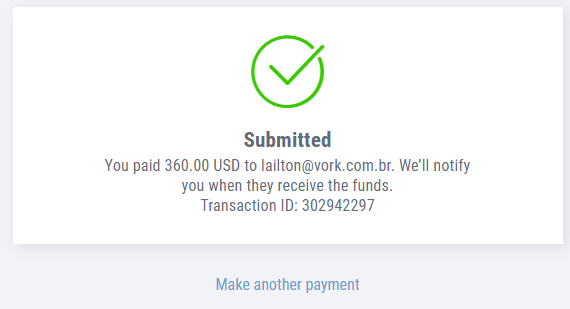 Submitted
You paid 360.00 USD to lailton@vork.com.br. We'll notify
you when they receive the funds.
Transaction ID: 302942297
Make another payment